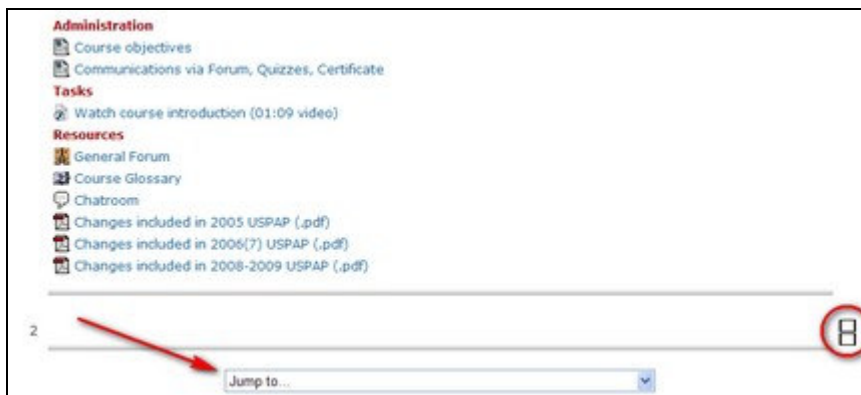 Administration
Course objectives
Communications via Forum, Quizzes, Certificate
Tasks
Watch course introduction (01:09 video)
Resources
General Forum
Course Glossary
Chatroom
Changes included in 2005 USPAP (.pdf)
Changes included in 2006(7) USPAP (.pdf)
Changes included in 2008-2009 USPAP (.pdf)
2
Jump to...